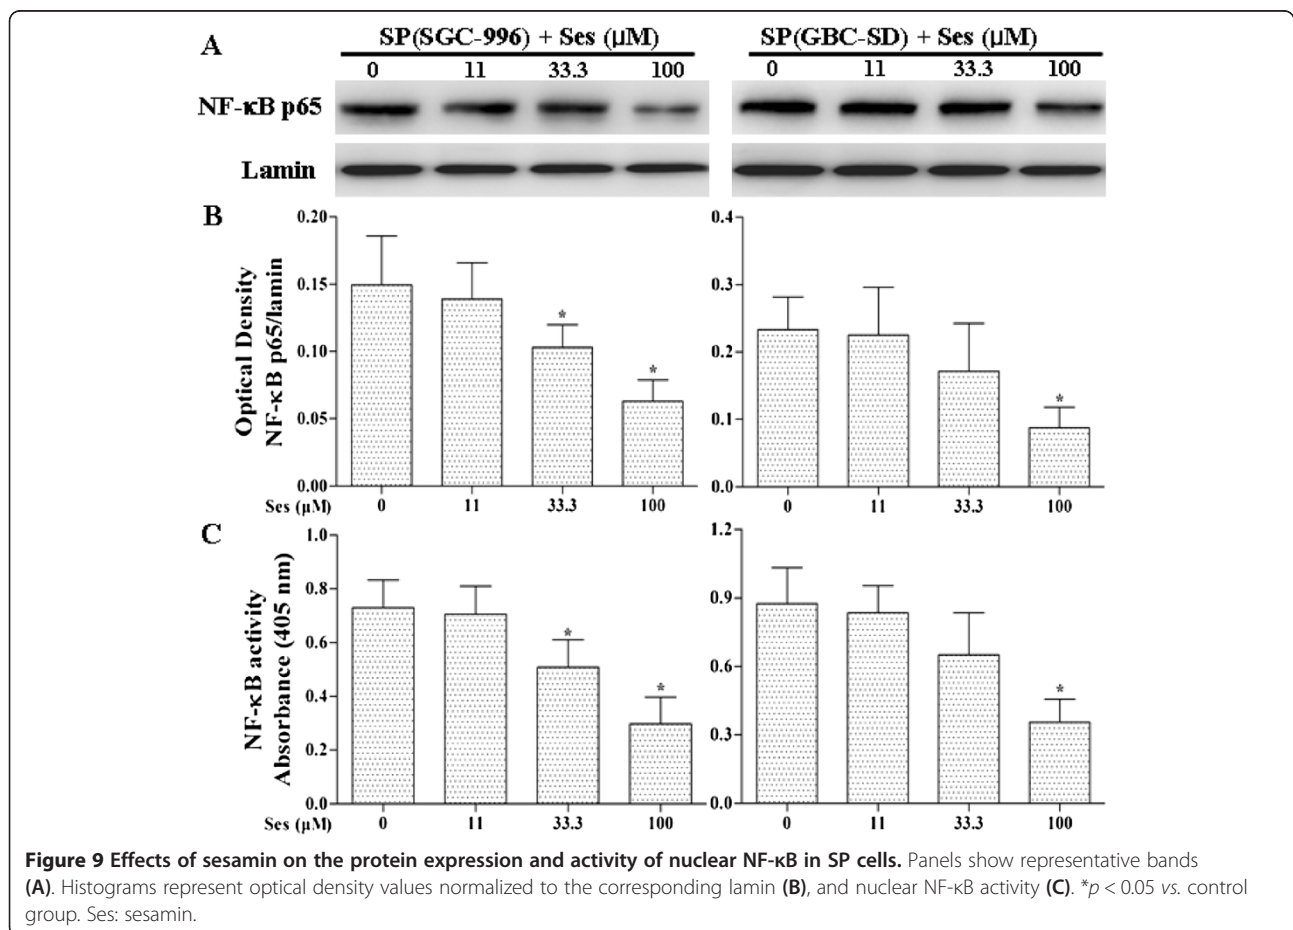 A
SP(SGC-996) + Ses (μM)
SP(GBC-SD) + Ses (μM)
0 11 33.3 100
0 11 33.3 100
NF-κB p65
Lamin
B
Optical Density
NF-κB p65/lamin
0.20
0.15
0.10
0.05
0.00
* *
Ses (μM) 0 11 33.3 100
0.4
0.3
0.2
0.1
0.0
*
0 11 33.3 100
C
NF-κB activity
Absorbance (405 nm)
1.0
0.8
0.6
0.4
0.2
0.0
* *
Ses (μM) 0 11 33.3 100
1.2
0.9
0.6
0.3
0.0
*
0 11 33.3 100
Figure 9 Effects of sesamin on the protein expression and activity of nuclear NF-κB in SP cells. Panels show representative bands
(A). Histograms represent optical density values normalized to the corresponding lamin (B), and nuclear NF-κB activity (C). *p < 0.05 vs. control
group. Ses: sesamin.